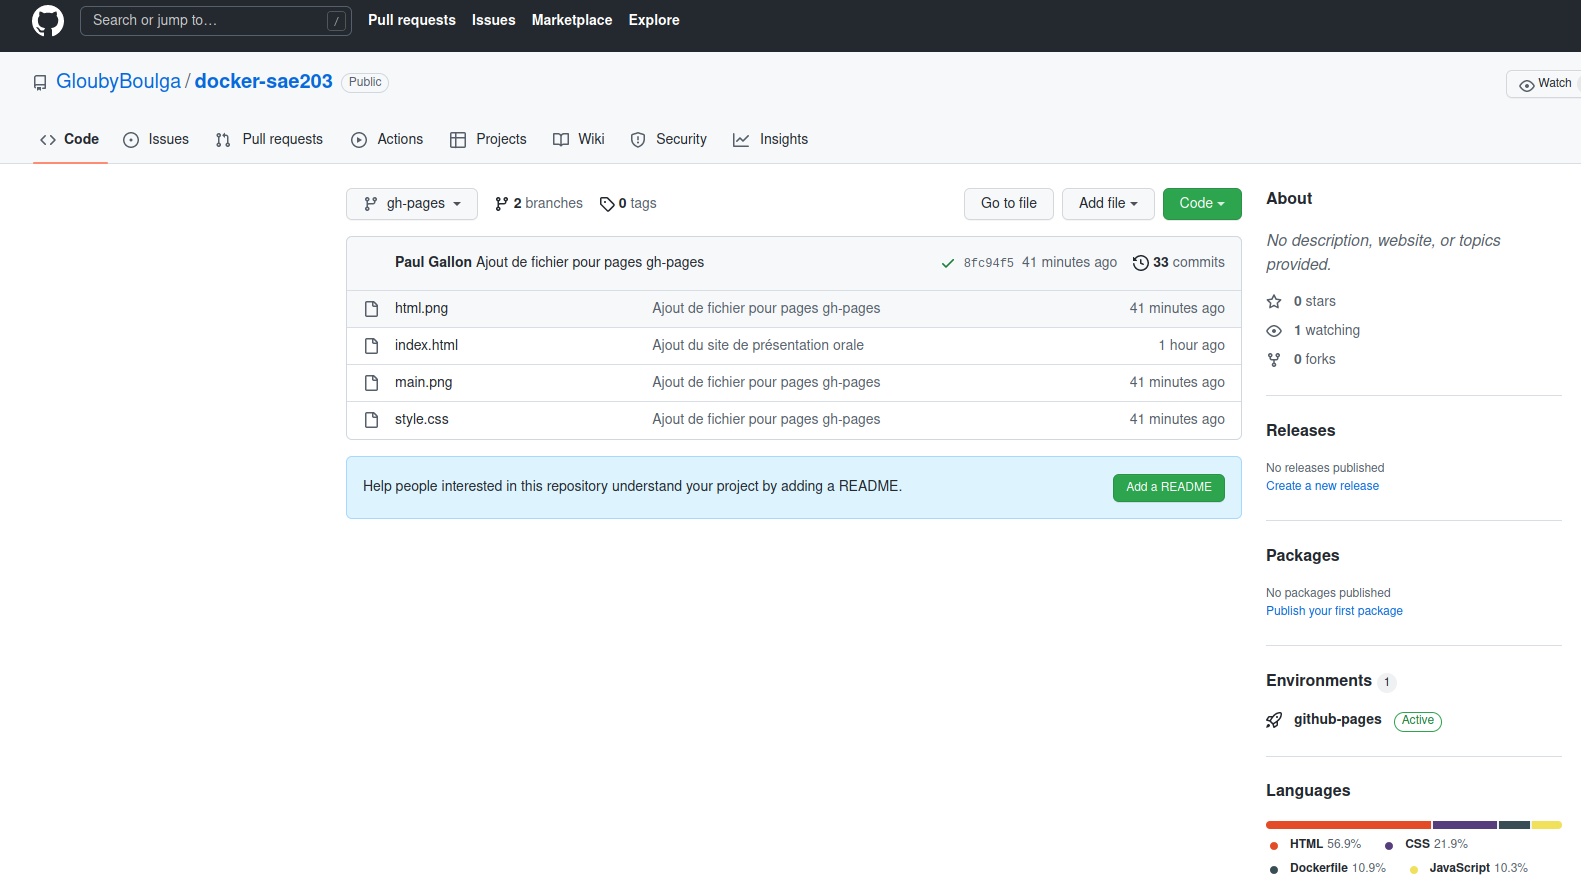 Search or jump to… / Pull requests Issues Marketplace Explore
GloubyBoulga / docker-sae203 Public Watch
Code Issues Pull requests Actions Projects Wiki Security Insights
gh-pages 2 branches 0 tags Go to file Add file Code
Paul Gallon Ajout de fichier pour pages gh-pages 8fc94f5 41 minutes ago 33 commits
html.png Ajout de fichier pour pages gh-pages 41 minutes ago
index.html Ajout du site de présentation orale 1 hour ago
main.png Ajout de fichier pour pages gh-pages 41 minutes ago
style.css Ajout de fichier pour pages gh-pages 41 minutes ago
Help people interested in this repository understand your project by adding a README. Add a README
About
No description, website, or topics
provided.
0 stars
1 watching
0 forks
Releases
No releases published
Create a new release
Packages
No packages published
Publish your first package
Environments 1
github-pages Active
Languages
HTML 56.9% CSS 21.9%
Dockerfile 10.9% JavaScript 10.3%